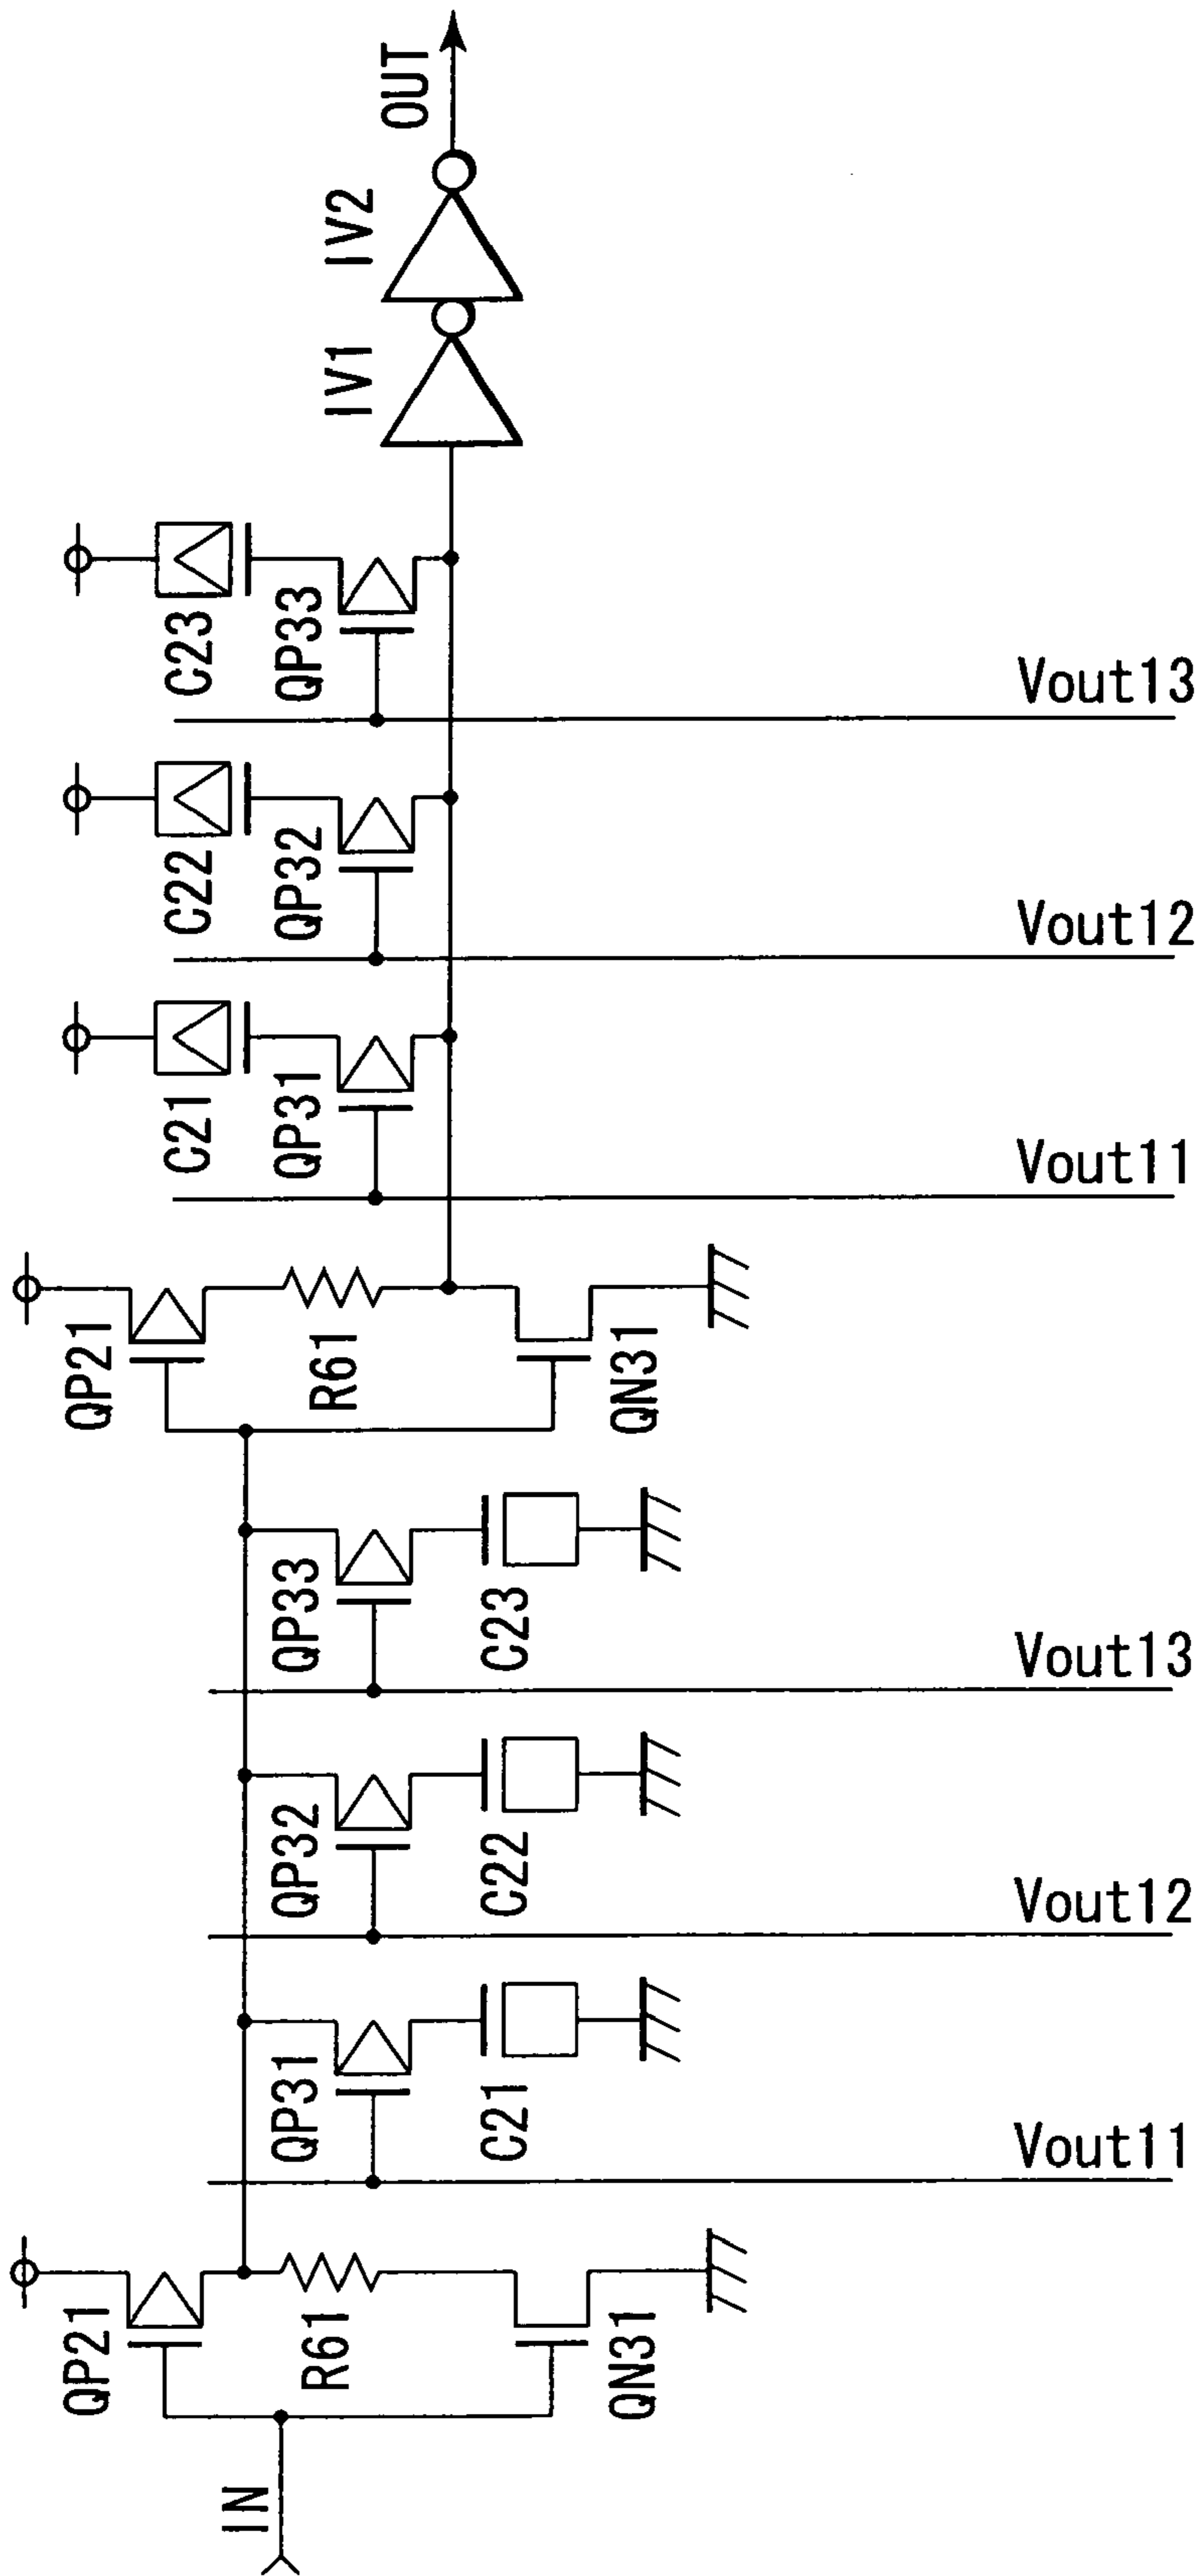 IN
QP21
R61
QN31
QP31
C21
Vout11
QP32
C22
Vout12
QP33
C23
Vout13
QP21
R61
QN31
C21
QP31
Vout11
C22
QP32
Vout12
C23
QP33
Vout13
IV1
IV2
OUT